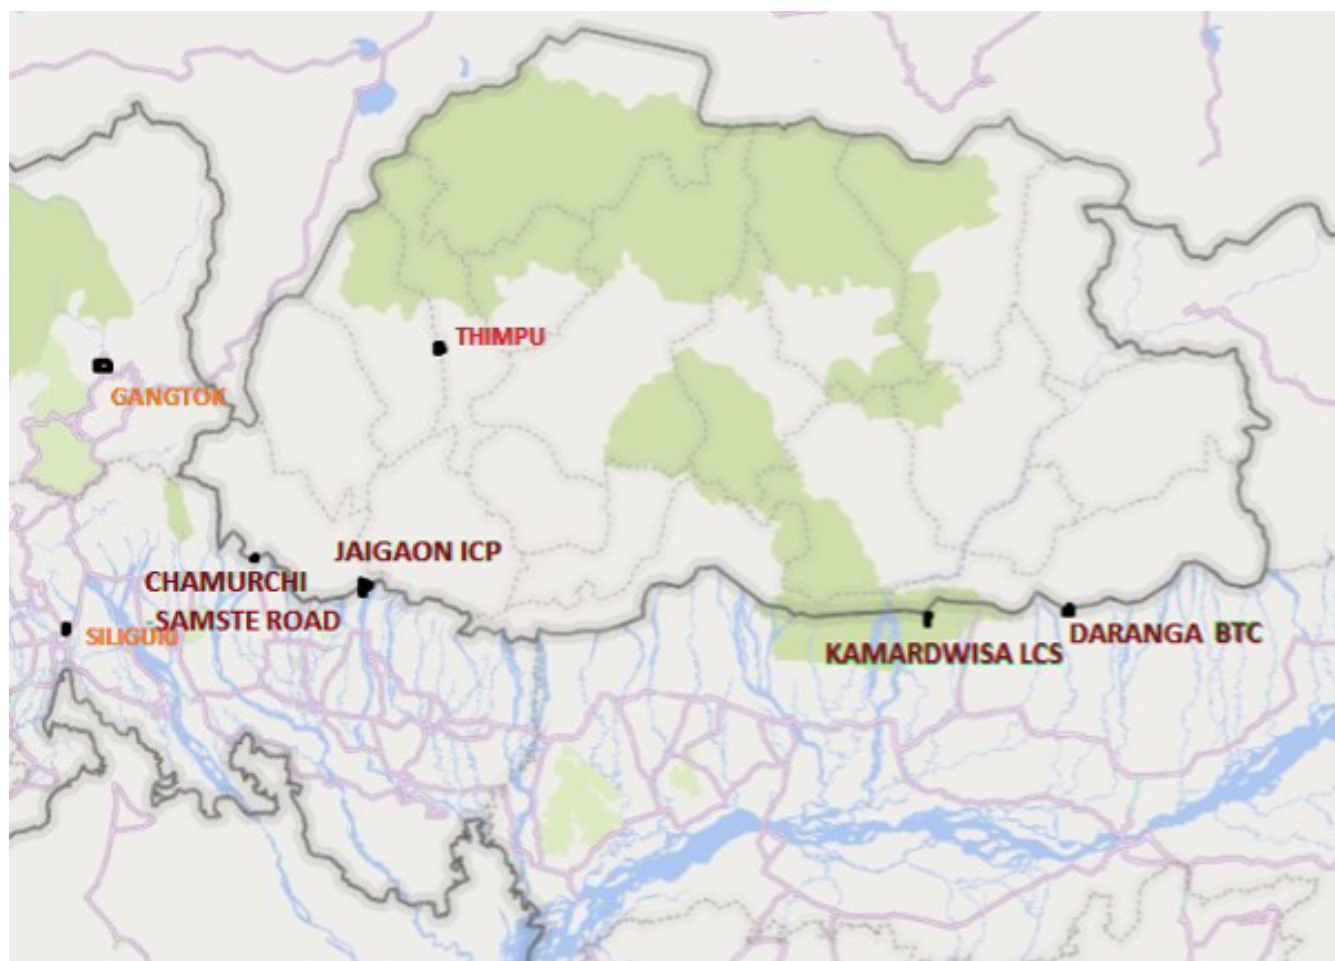 THIMPU
GANGTOK
JAIGAON ICP
CHAMURCHI
SAMSTE ROAD
SILIGURI
KAMARDWISA LCS
DARANGA BTC